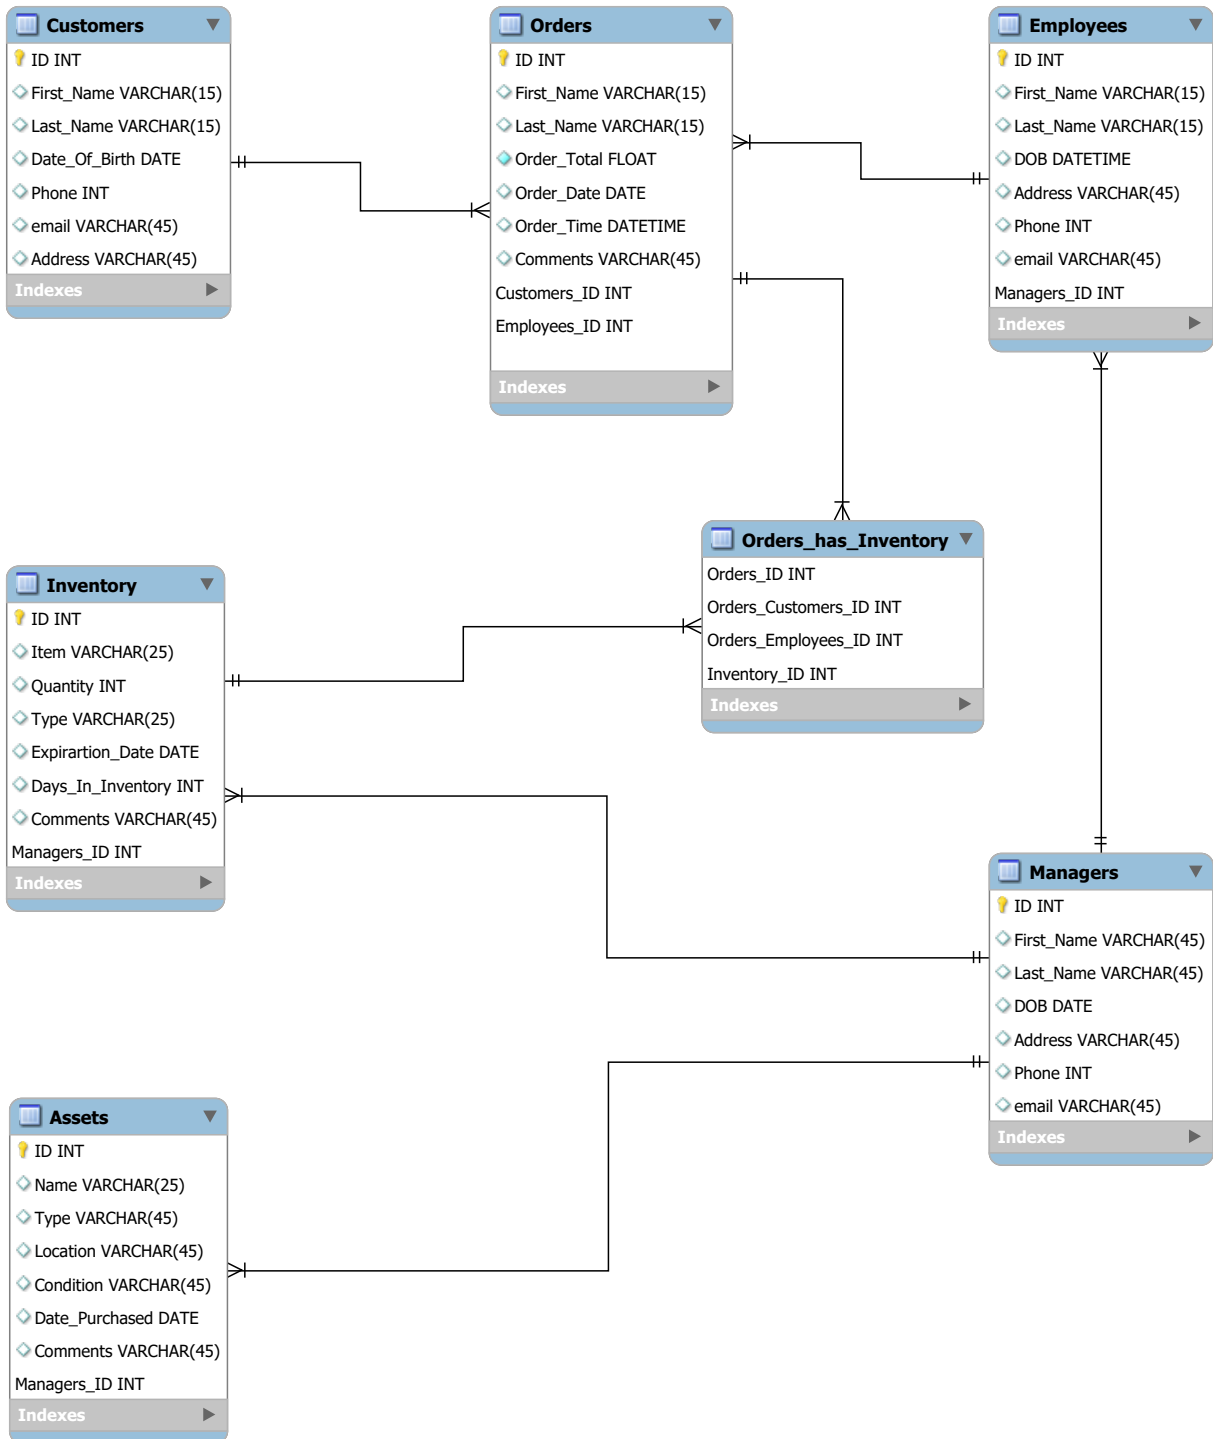 Customers
ID INT
First_Name VARCHAR(15)
Last_Name VARCHAR(15)
Date_Of_Birth DATE
Phone INT
email VARCHAR(45)
Address VARCHAR(45)
Indexes
Orders
ID INT
First_Name VARCHAR(15)
Last_Name VARCHAR(15)
Order_Total FLOAT
Order_Date DATE
Order_Time DATETIME
Comments VARCHAR(45)
Customers_ID INT
Employees_ID INT
Indexes
Employees
ID INT
First_Name VARCHAR(15)
Last_Name VARCHAR(15)
DOB DATETIME
Address VARCHAR(45)
Phone INT
email VARCHAR(45)
Managers_ID INT
Indexes
Orders_has_Inventory
Orders_ID INT
Orders_Customers_ID INT
Orders_Employees_ID INT
Inventory_ID INT
Indexes
Inventory
ID INT
Item VARCHAR(25)
Quantity INT
Type VARCHAR(25)
Expirartion_Date DATE
Days_In_Inventory INT
Comments VARCHAR(45)
Managers_ID INT
Indexes
Managers
ID INT
First_Name VARCHAR(45)
Last_Name VARCHAR(45)
DOB DATE
Address VARCHAR(45)
Phone INT
email VARCHAR(45)
Indexes
Assets
ID INT
Name VARCHAR(25)
Type VARCHAR(45)
Location VARCHAR(45)
Condition VARCHAR(45)
Date_Purchased DATE
Comments VARCHAR(45)
Managers_ID INT
Indexes